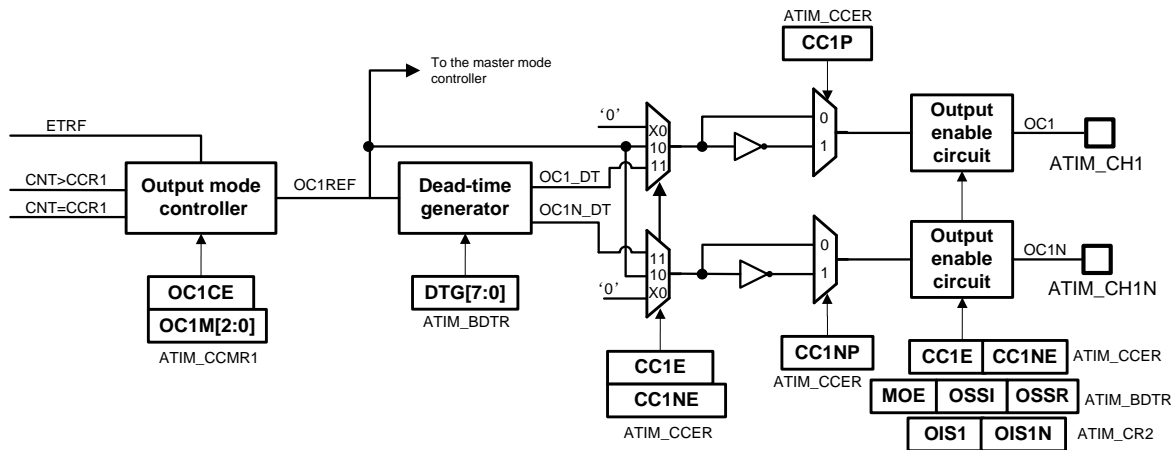 ATIM_CCER
CC1P
To the master mode
controller
ETRF
CNT>CCR1
CNT=CCR1
Output mode
controller
OC1REF
Dead-time
generator
OC1_DT
OC1N_DT
‘0’
X0
10
11
0
1
Output
enable
circuit
OC1
ATIM_CH1
11
10
X0
‘0’
0
1
Output
enable
circuit
OC1N
ATIM_CH1N
OC1CE
OC1M[2:0]
ATIM_CCMR1
DTG[7:0]
ATIM_BDTR
CC1E
CC1NE
ATIM_CCER
CC1NP
ATIM_CCER
CC1E CC1NE ATIM_CCER
MOE OSSI OSSR ATIM_BDTR
OIS1 OIS1N ATIM_CR2